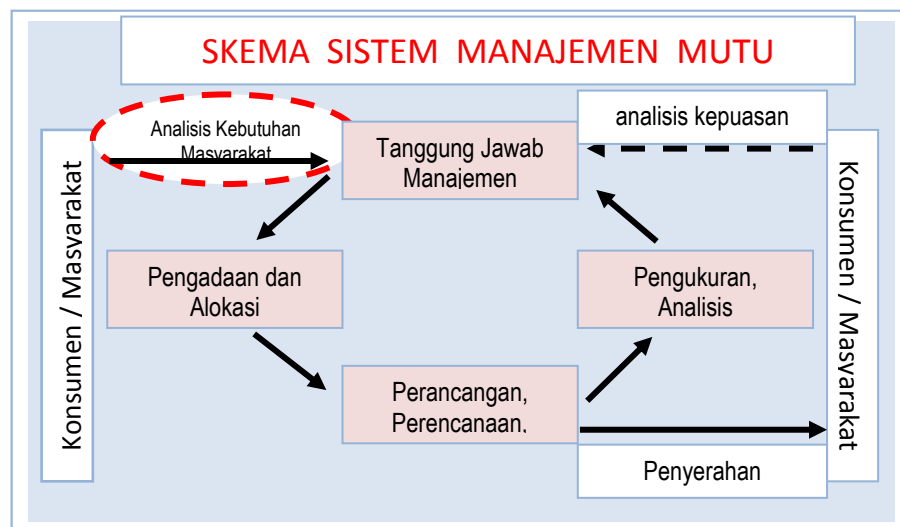 SKEMA SISTEM MANAJEMEN MUTU
Analisis Kebutuhan
Masyarakat
analisis kepuasan
Tanggung Jawab
Manajemen
Konsumen / Masyarakat
Konsumen / Masyarakat
Pengadaan dan
Alokasi
Pengukuran,
Analisis
Perancangan,
Perencanaan,
Penyerahan